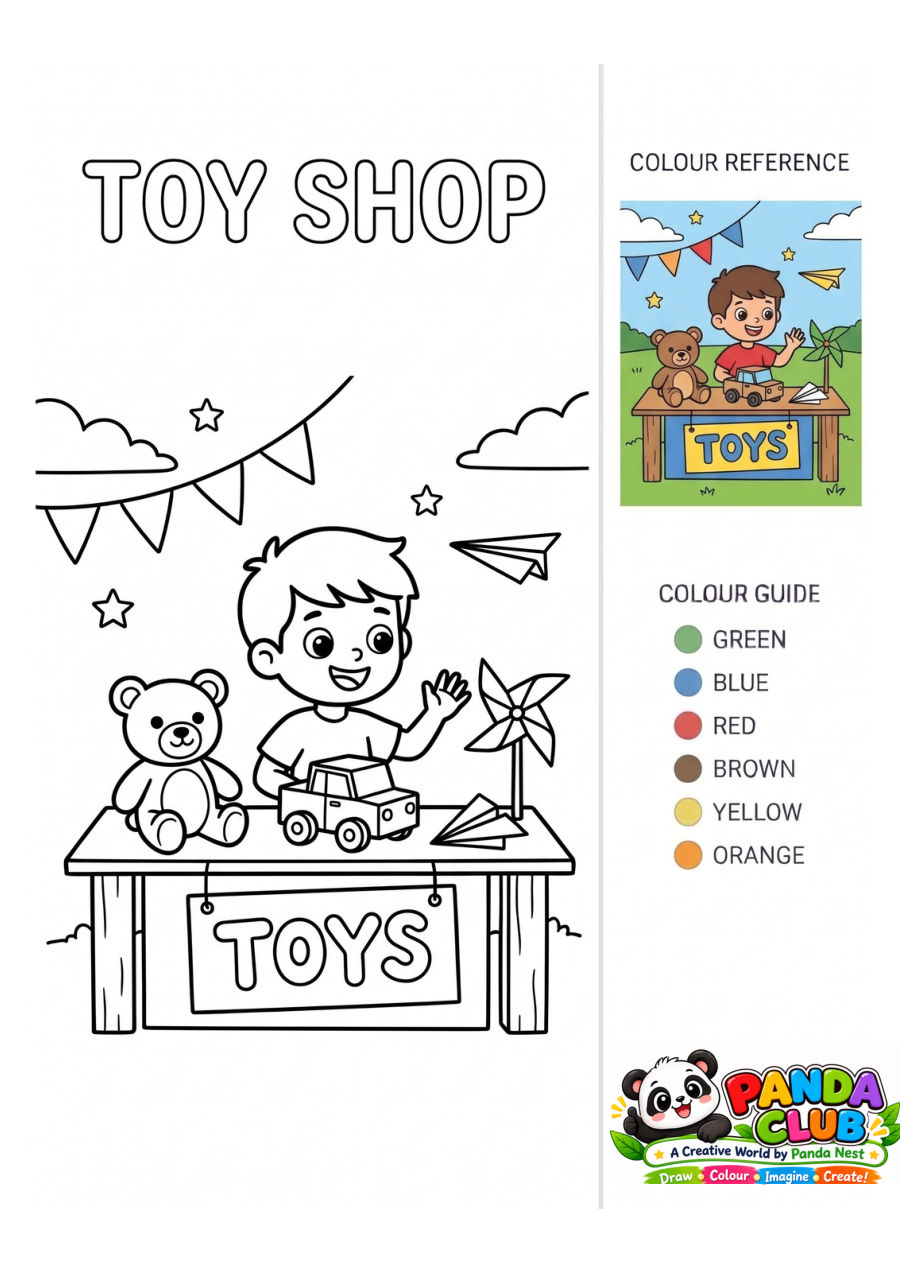 TOY SHOP
TOYS
COLOUR REFERENCE
TOYS
COLOUR GUIDE
GREEN
BLUE
RED
BROWN
YELLOW
ORANGE
PANDA
CLUB
A Creative World by Panda Nest
Draw • Colour • Imagine • Create!